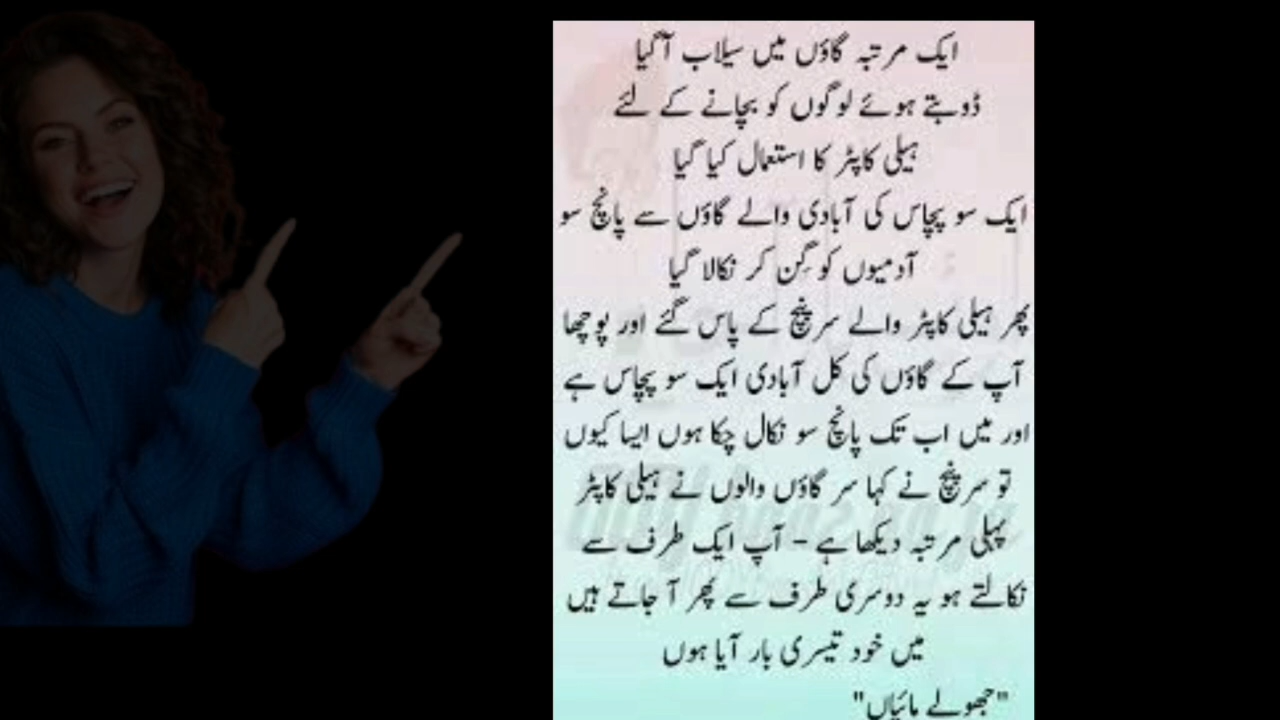 ایک مرتبہ گاؤں میں سیلاب آگیا
ڈوبتے ہوئے لوگوں کو بچانے کے لئے
ہیلی کاپٹر کا استعمال کیا گیا
ایک سو پچاس کی آبادی والے گاؤں سے پانچ سو
آدمیوں کو گِن کر نکالا گیا
پھر ہیلی کاپٹر والے سرپنچ کے پاس گئے اور پوچھا
آپ کے گاؤں کی کل آبادی ایک سو پچاس ہے
اور میں اب تک پانچ سو نکال چکا ہوں ایسا کیوں
تو سرپنچ نے کہا سر گاؤں والوں نے ہیلی کاپٹر
پہلی مرتبہ دیکھا ہے – آپ ایک طرف سے
نکالتے ہو یہ دوسری طرف سے پھر آ جاتے ہیں
میں خود تیسری بار آیا ہوں
"جھولے مائیاں"